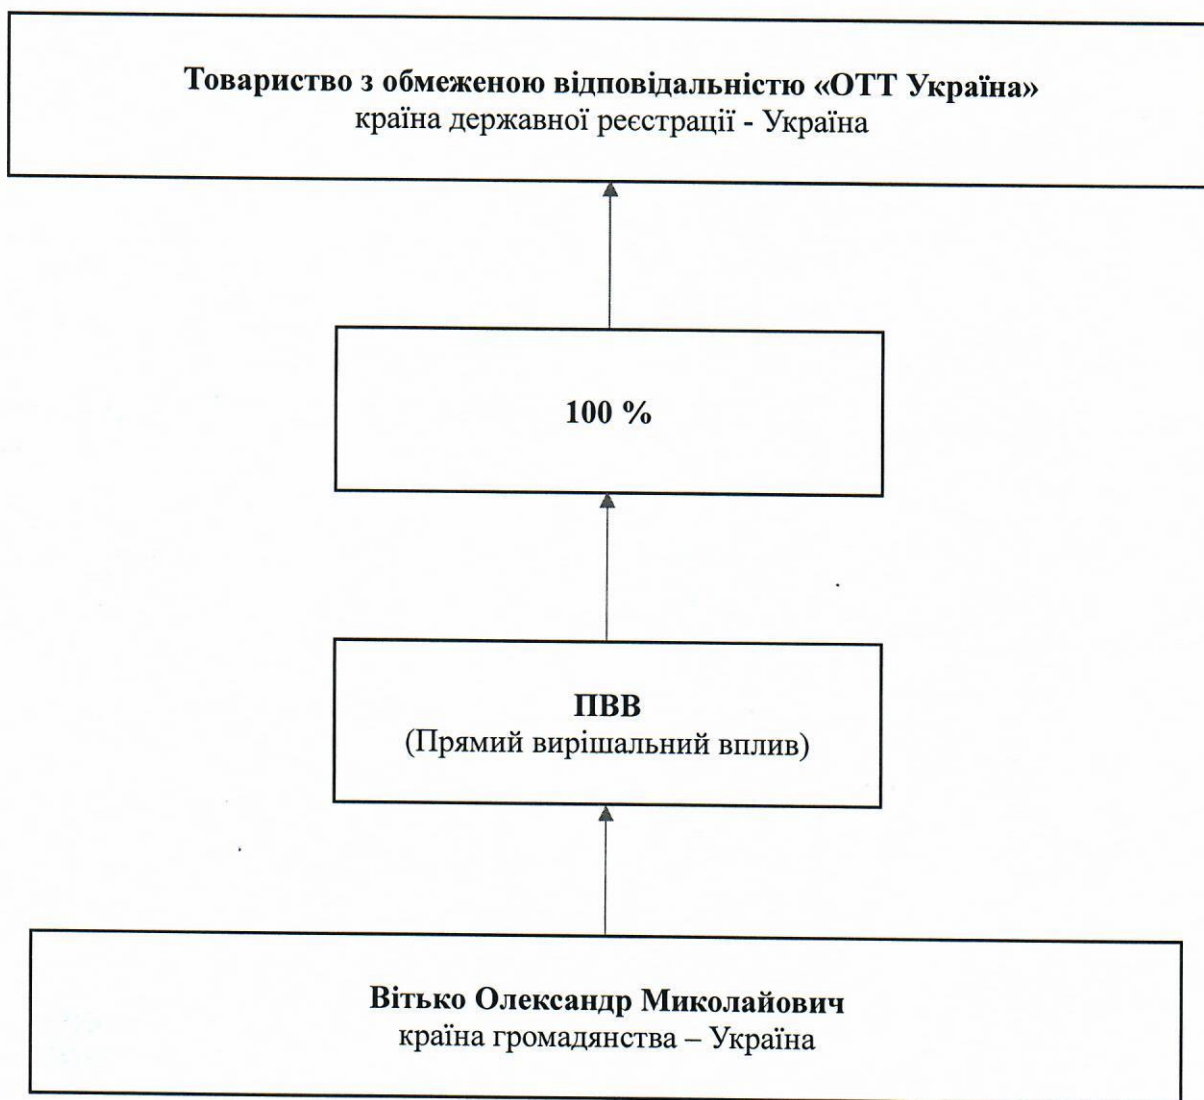 Товариство з обмеженою відповідальністю «ОТТ Україна»
країна державної реєстрації - Україна
100 %
ПВВ
(Прямий вирішальний вплив)
Вітько Олександр Миколайович
країна громадянства – Україна